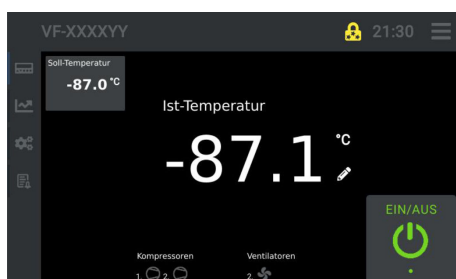 VF-XXXXYY
21:30
Soll-Temperatur
-87.0 °C
Ist-Temperatur
-87.1 °C
EIN/AUS
Kompressoren
Ventilatoren
1. 2.
2.